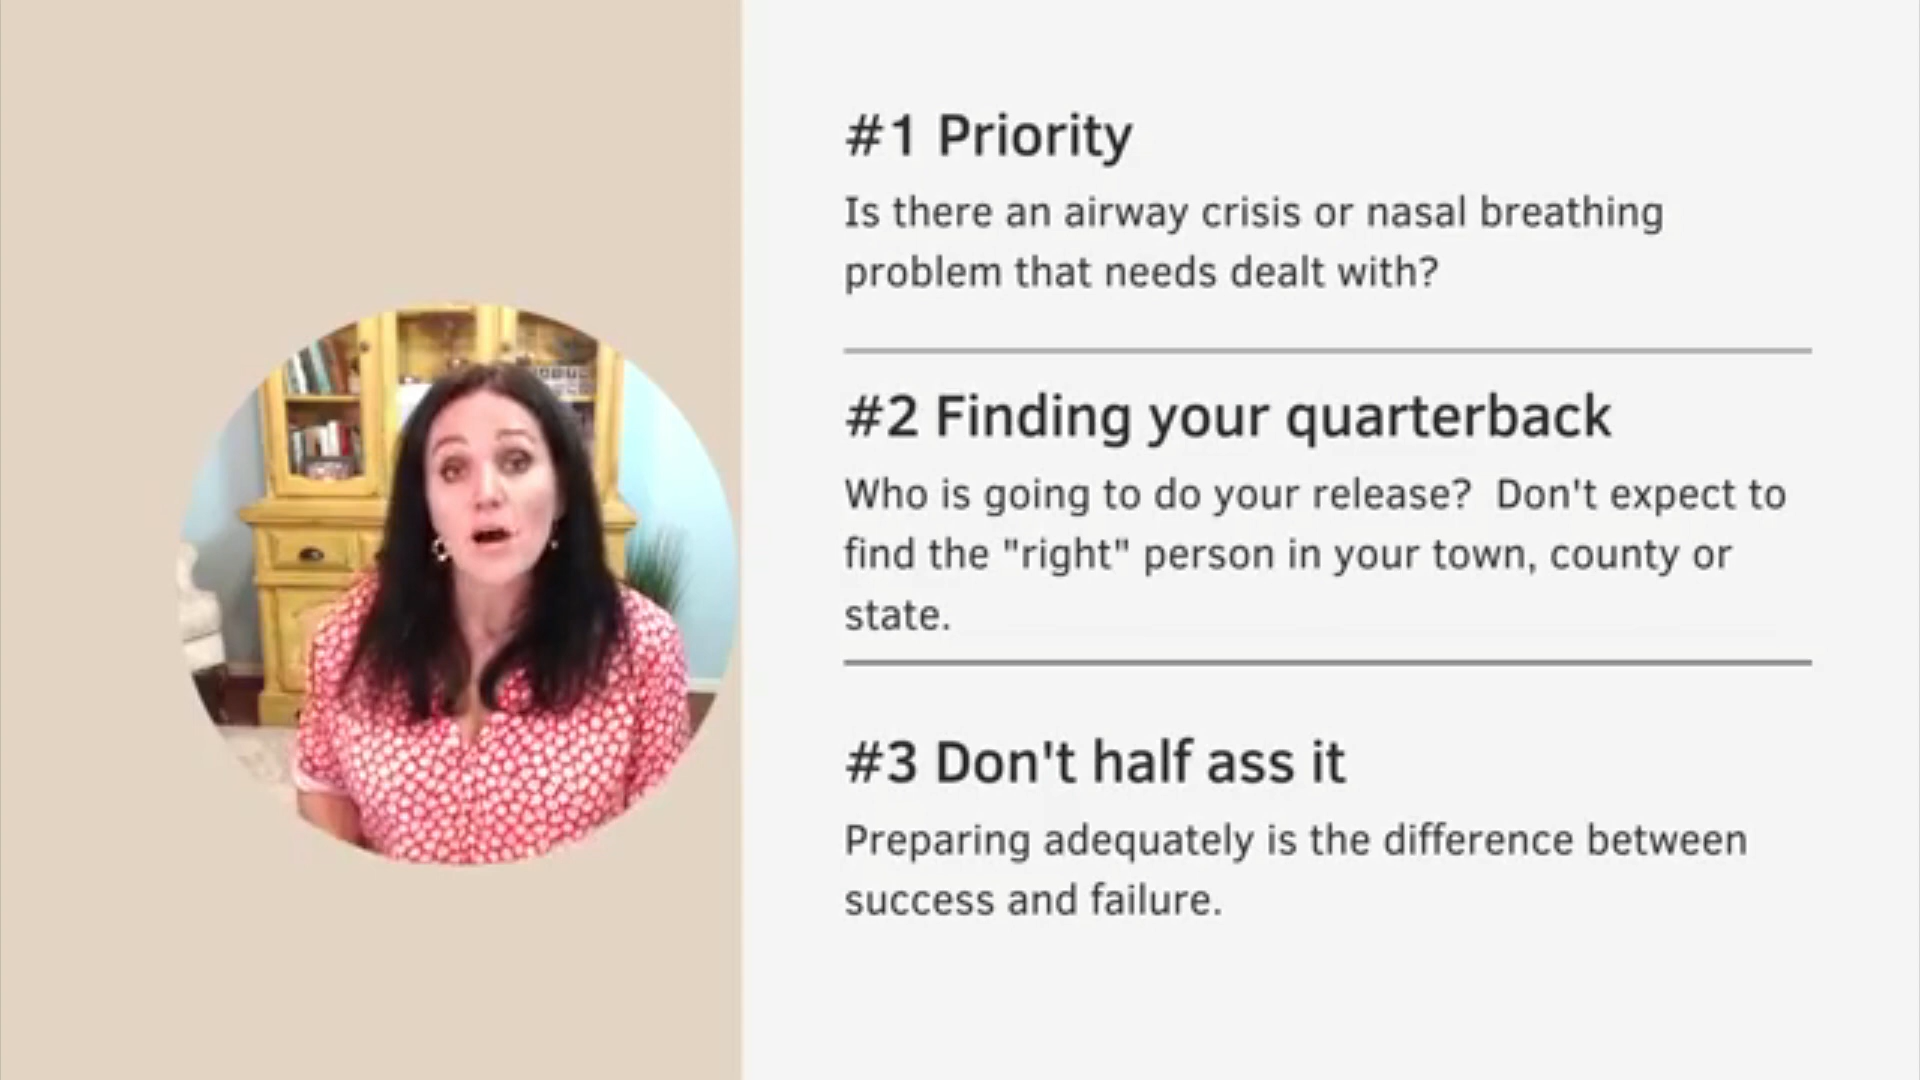 #1 Priority
Is there an airway crisis or nasal breathing
problem that needs dealt with?
#2 Finding your quarterback
Who is going to do your release?  Don't expect to
find the "right" person in your town, county or
state.
#3 Don't half ass it
Preparing adequately is the difference between
success and failure.